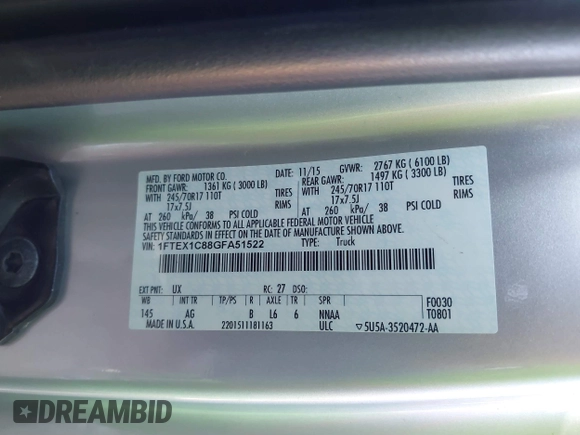 MFD. BY FORD MOTOR CO.
11/15 GVWR: 2767 KG ( 6100 LB)
FRONT GAWR: 1361 KG ( 3000 LB)
REAR GAWR: 1497 KG ( 3300 LB)
WITH
245/70R17 110T TIRES
WITH
245/70R17 110T TIRES
17x7.5J RIMS
17x7.5J RIMS
AT 260 kPa/ 38 PSI COLD
AT 260 kPa/ 38 PSI COLD
THIS VEHICLE CONFORMS TO ALL APPLICABLE FEDERAL MOTOR VEHICLE
SAFETY STANDARDS IN EFFECT ON THE DATE OF MANUFACTURE SHOWN ABOVE.
VIN: 1FTEX1C88GFA51522 TYPE: Truck
EXT PNT: UX RC: 27 DSO:
WB INT TR TP/PS R AXLE TR SPR
F0030
145 AG B L6 6 NNAA
T0801
MADE IN U.S.A. 2201511181163 ULC ▽5U5A-3520472-AA
DREAMBID